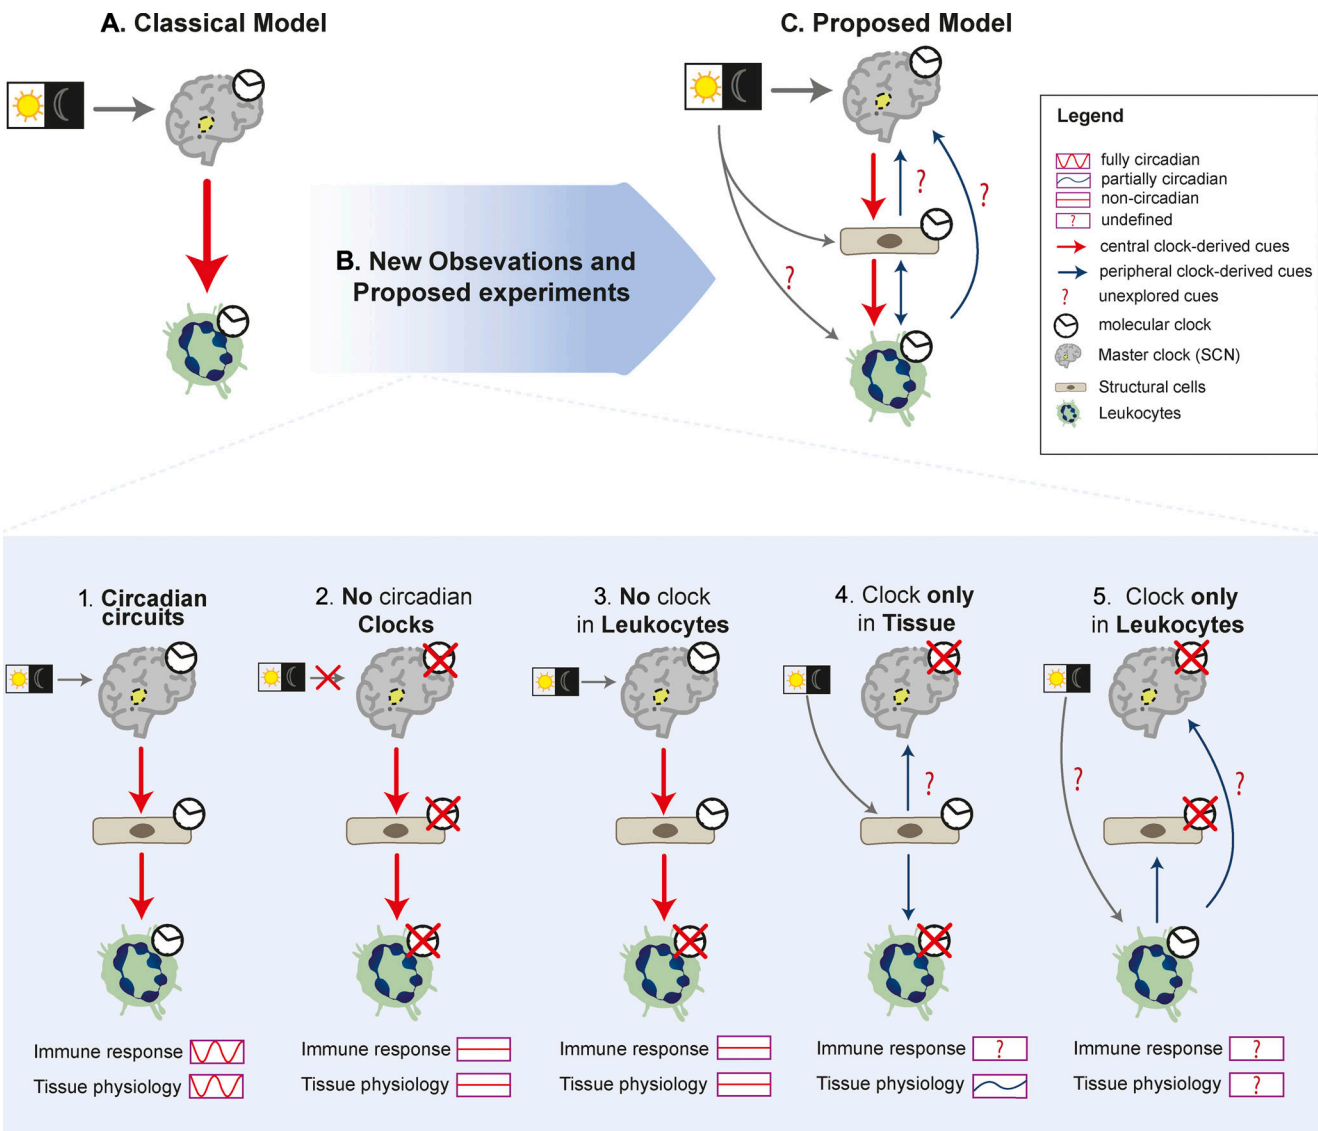 A. Classical Model
C. Proposed Model
B. New Obsevations and
Proposed experiments
?
?
?
Legend
fully circadian
partially circadian
non-circadian
? undefined
central clock-derived cues
peripheral clock-derived cues
? unexplored cues
molecular clock
Master clock (SCN)
Structural cells
Leukocytes
1. Circadian
circuits
2. No circadian
Clocks
3. No clock
in Leukocytes
4. Clock only
in Tissue
5. Clock only
in Leukocytes
?
?
?
Immune response
Tissue physiology
Immune response
Tissue physiology
Immune response
Tissue physiology
Immune response ?
Tissue physiology
Immune response ?
Tissue physiology ?